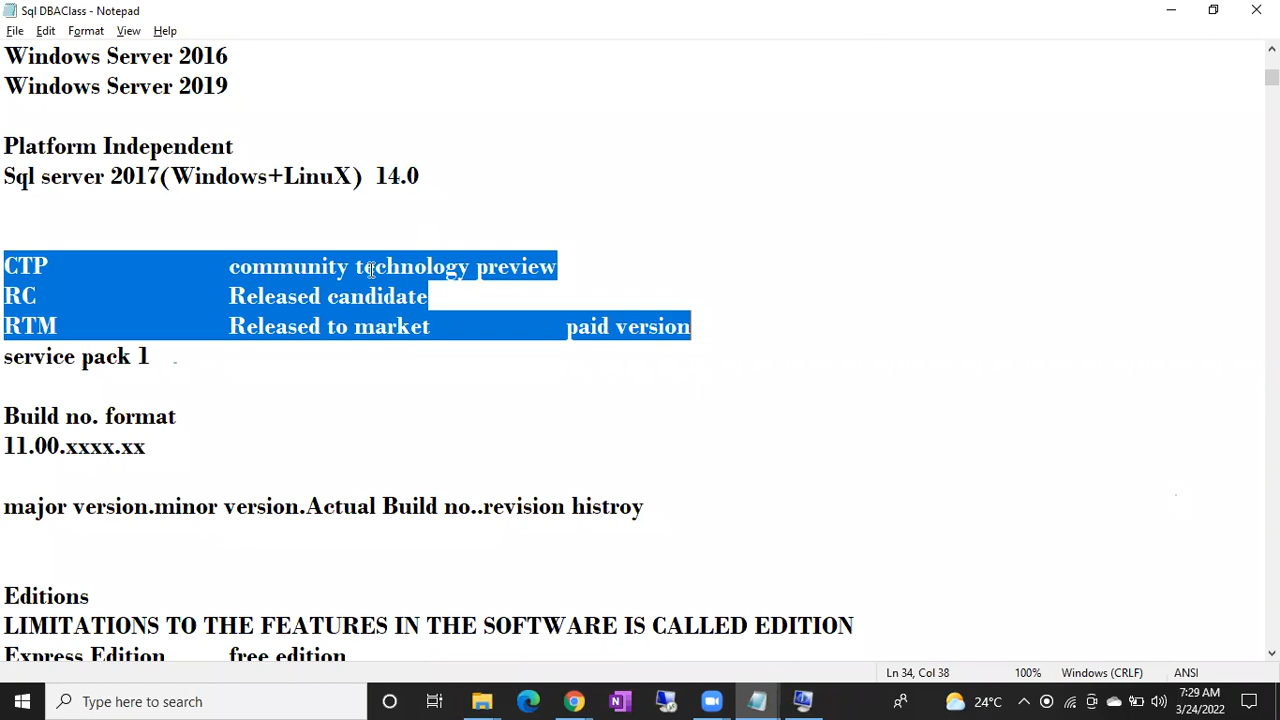 Sql DBAClass - Notepad
File Edit Format View Help
Windows Server 2016
Windows Server 2019
Platform Independent
Sql server 2017(Windows+LinuX) 14.0
CTP community technology preview
RC Released candidate
RTM Released to market paid version
service pack 1
Build no. format
11.00.xxxx.xx
major version.minor version.Actual Build no..revision histroy
Editions
LIMITATIONS TO THE FEATURES IN THE SOFTWARE IS CALLED EDITION
Express Edition free edition
Ln 34, Col 38 100% Windows (CRLF) ANSI
Type here to search
24°C
7:29 AM
3/24/2022